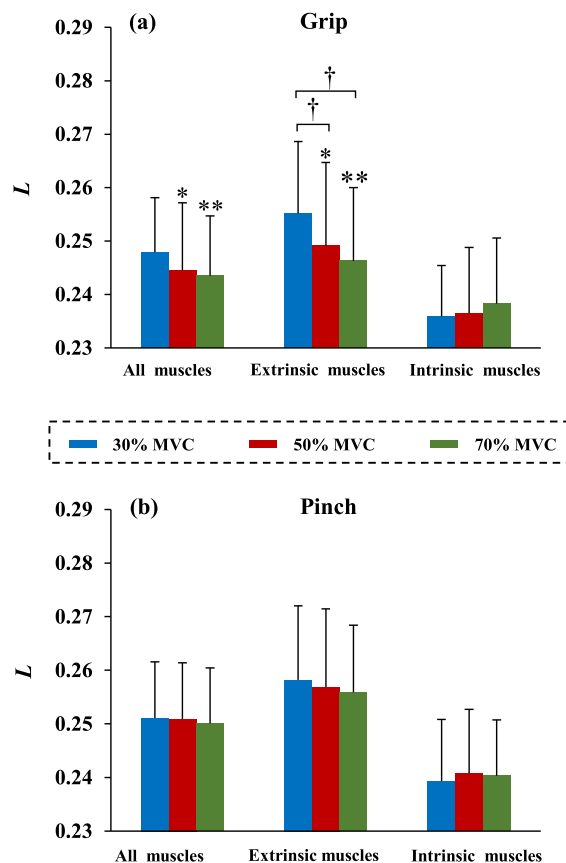 (a) Grip
0.29
0.28
0.27
0.26
0.25
0.24
0.23
L
† 
†
* ** * **
All muscles Extrinsic muscles Intrinsic muscles
30% MVC 50% MVC 70% MVC
(b) Pinch
0.29
0.28
0.27
0.26
0.25
0.24
0.23
L
All muscles Extrinsic muscles Intrinsic muscles